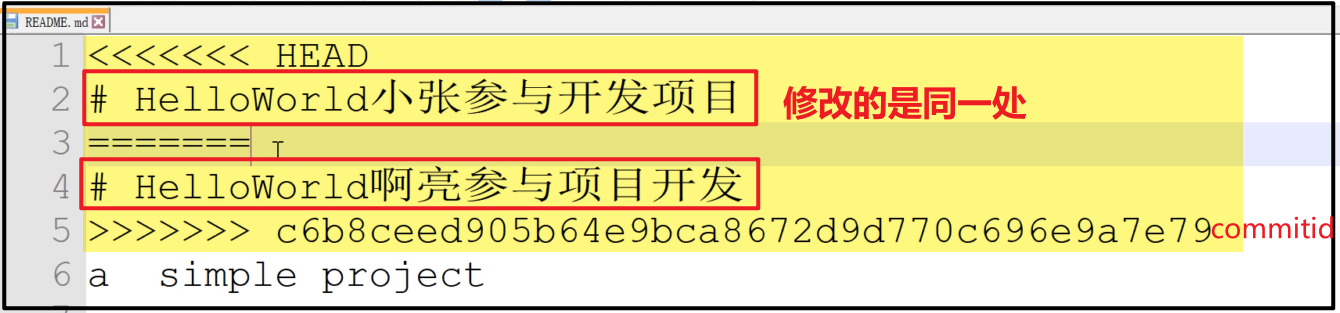 README.md
1 <<<<<<< HEAD
2 # HelloWorld小张参与开发项目 修改的是同一处
3 =======
4 # HelloWorld啊亮参与项目开发
5 >>>>>>> c6b8ceed905b64e9bca8672d9d770c696e9a7e79 commitid
6 a  simple project